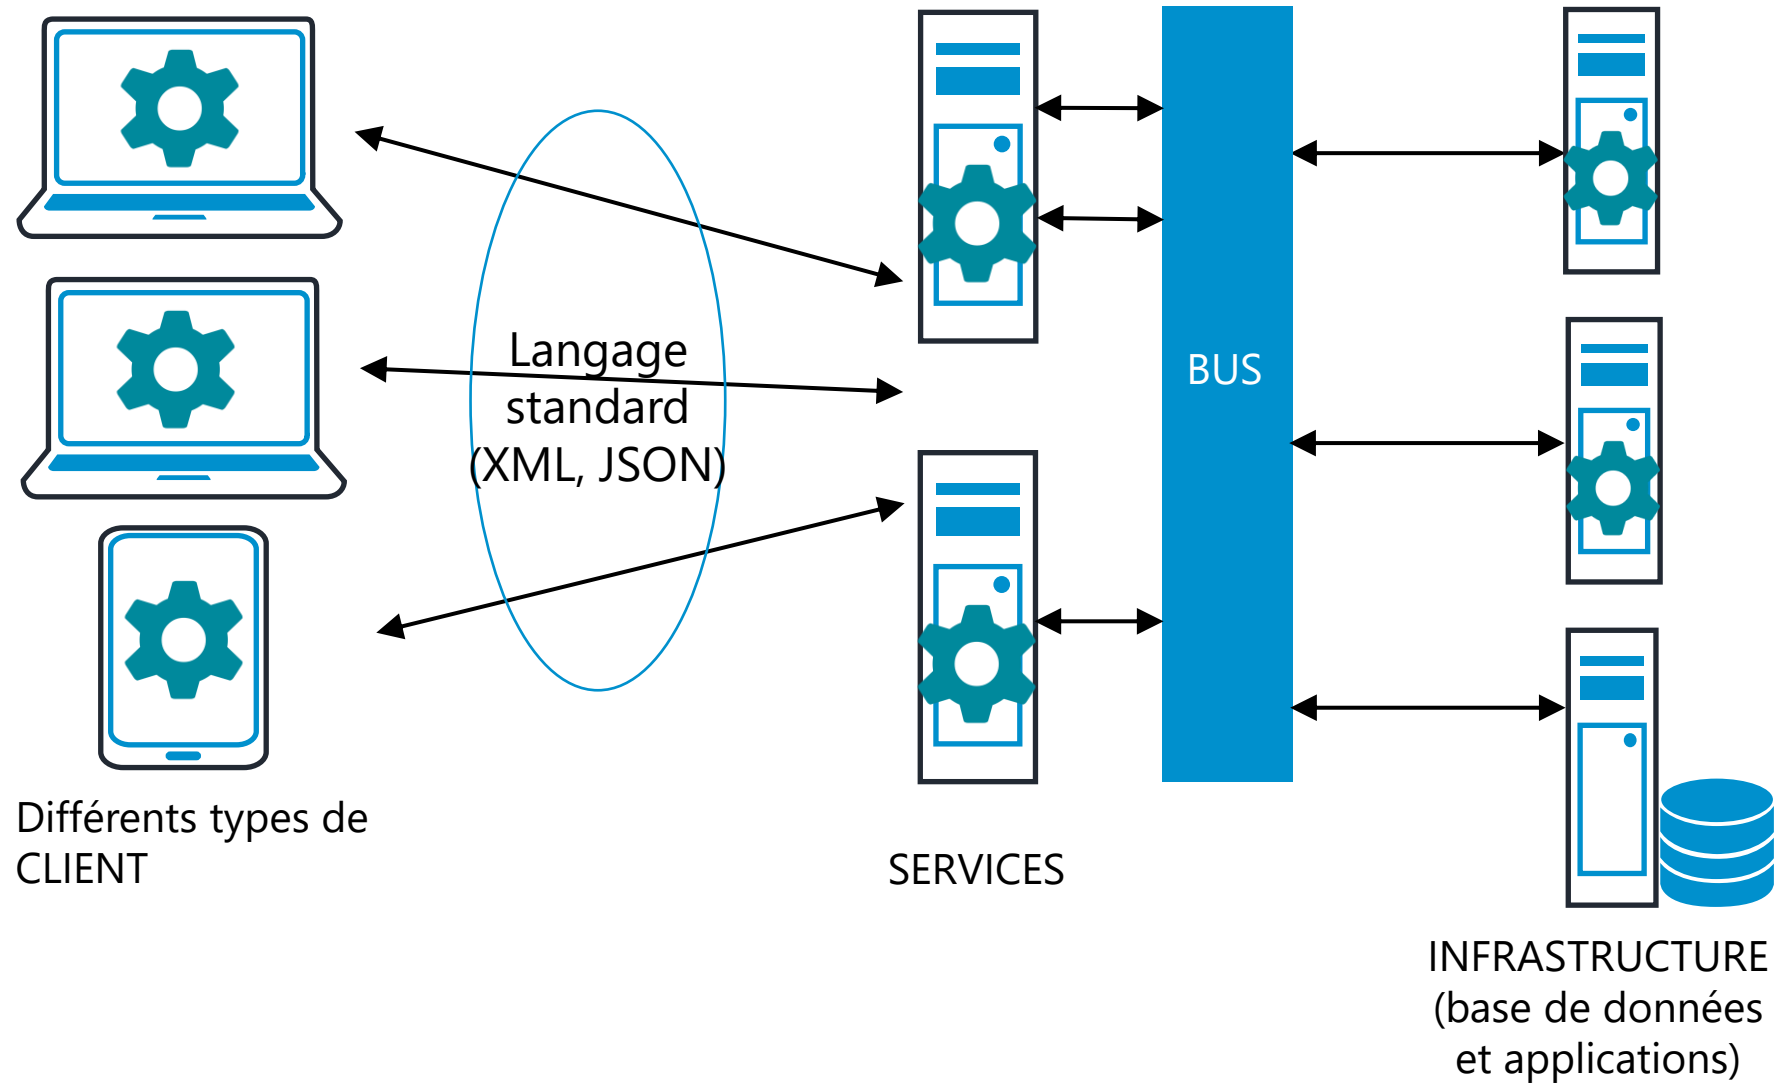 Langage
standard
(XML, JSON)
BUS
Différents types de
CLIENT
SERVICES
INFRASTRUCTURE
(base de données
et applications)